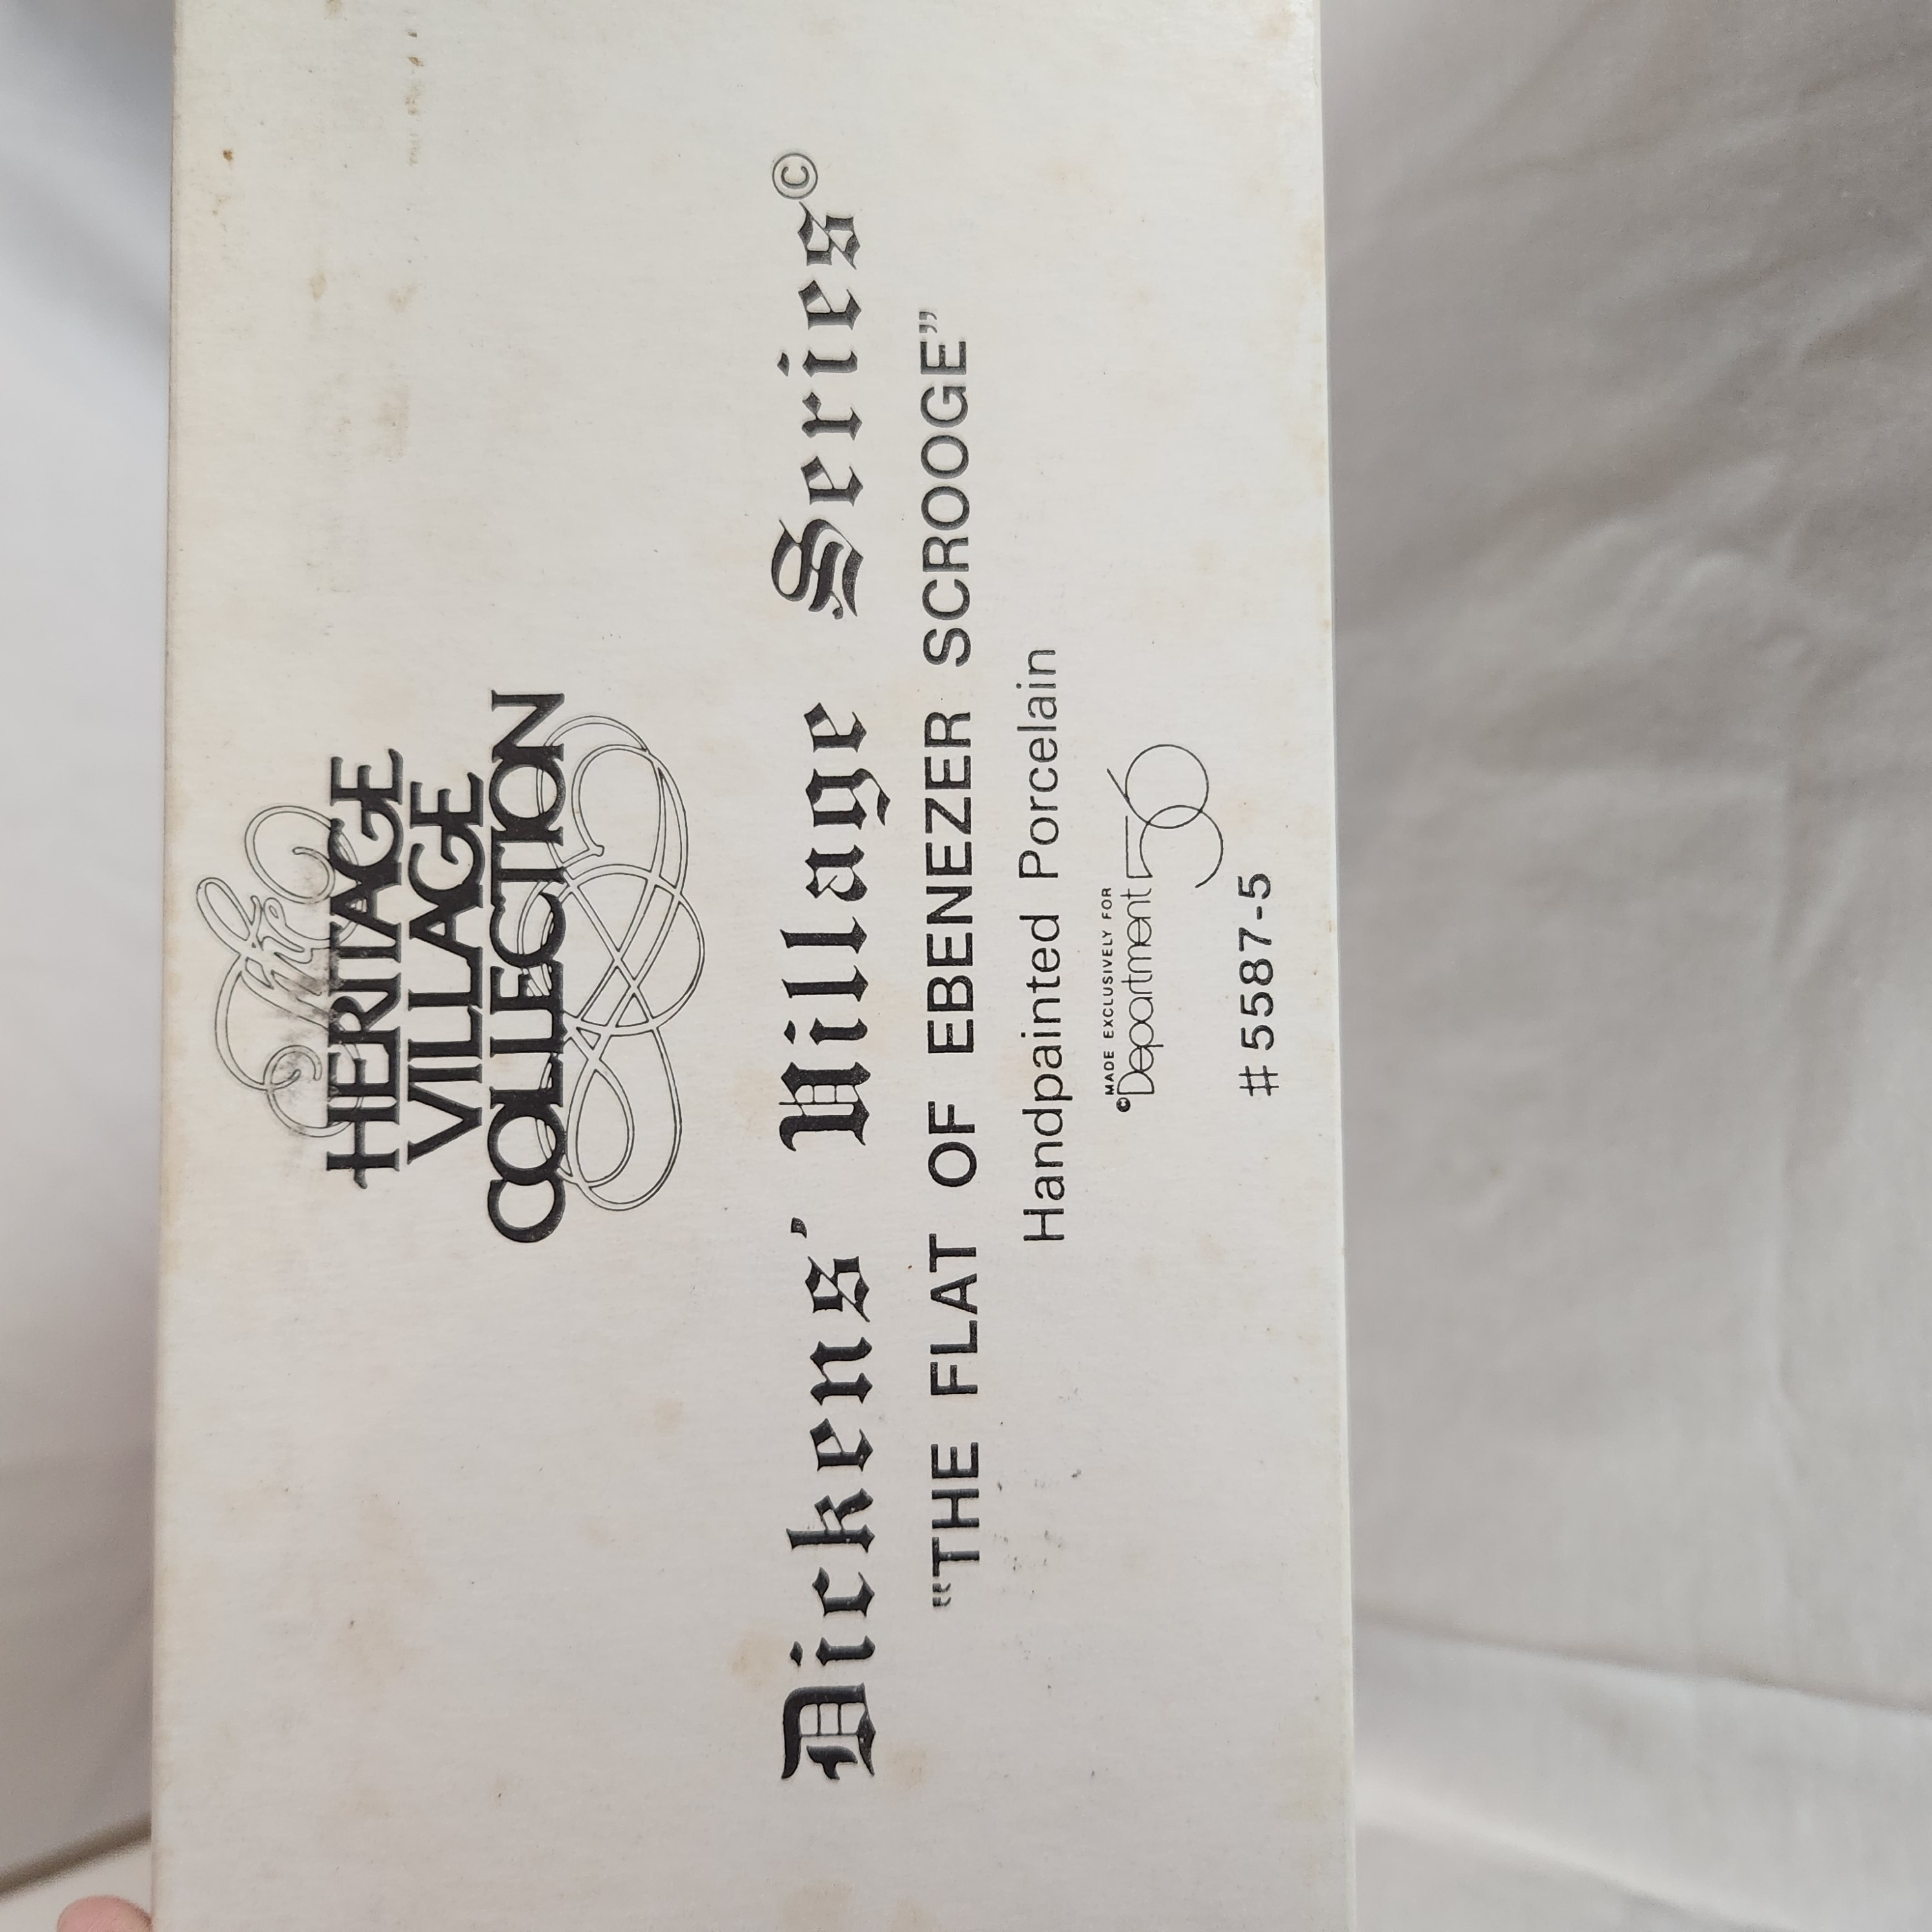 The
HERITAGE
VILLAGE
COLLECTION
Dickens' Village Series©
“THE FLAT OF EBENEZER SCROOGE”
Handpainted Porcelain
MADE EXCLUSIVELY FOR
©Department 56
#5587-5